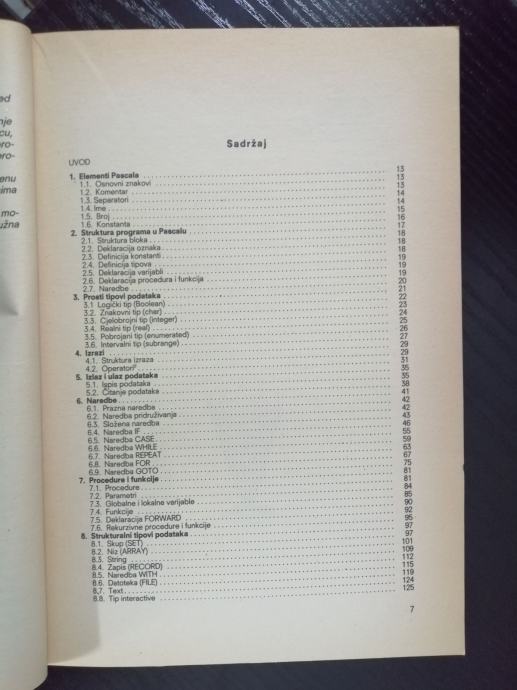 ed
nje
cu,
oro-
oro-
enu
ima
mo-
užna
Sadržaj
UVOD
1. Elementi Pascala 13
1.1. Osnovni znakovi 13
1.2. Komentar 13
1.3. Separatori 14
1.4. Ime 14
1.5. Broj 15
1.6. Konstanta 16
2. Struktura programa u Pascalu 17
2.1. Struktura bloka 18
2.2. Deklaracija oznaka 18
2.3. Definicija konstanti 18
2.4. Definicija tipova 19
2.5. Deklaracija varijabli 19
2.6. Deklaracija procedura i funkcija 19
2.7. Naredbe 20
3. Prosti tipovi podataka 21
3.1 Logički tip (Boolean) 22
3.2. Znakovni tip (char) 23
3.3. Cjelobrojni tip (integer) 24
3.4. Realni tip (real) 25
3.5. Pobrojani tip (enumerated) 26
3.6. Intervalni tip (subrange) 27
4. Izrazi 29
4.1. Struktura izraza 29
4.2. Operatori 31
5. Izlaz i ulaz podataka 35
5.1. Ispis podataka 35
5.2. Čitanje podataka 38
6. Naredbe 41
6.1. Prazna naredba 42
6.2. Naredba pridruživanja 42
6.3. Složena naredba 43
6.4. Naredba IF 46
6.5. Naredba CASE 55
6.6. Naredba WHILE 59
6.7. Naredba REPEAT 63
6.8. Naredba FOR 67
6.9. Naredba GOTO 75
7. Procedure i funkcije 81
7.1. Procedure 81
7.2. Parametri 84
7.3. Globalne i lokalne varijable 85
7.4. Funkcije 90
7.5. Deklaracija FORWARD 92
7.6. Rekurzivne procedure i funkcije 95
8. Strukturalni tipovi podataka 97
8.1. Skup (SET) 97
8.2. Niz (ARRAY) 101
8.3. String 109
8.4. Zapis (RECORD) 112
8.5. Naredba WITH 115
8.6. Datoteka (FILE) 119
8.7. Text 124
8.8. Tip interactive 125
7